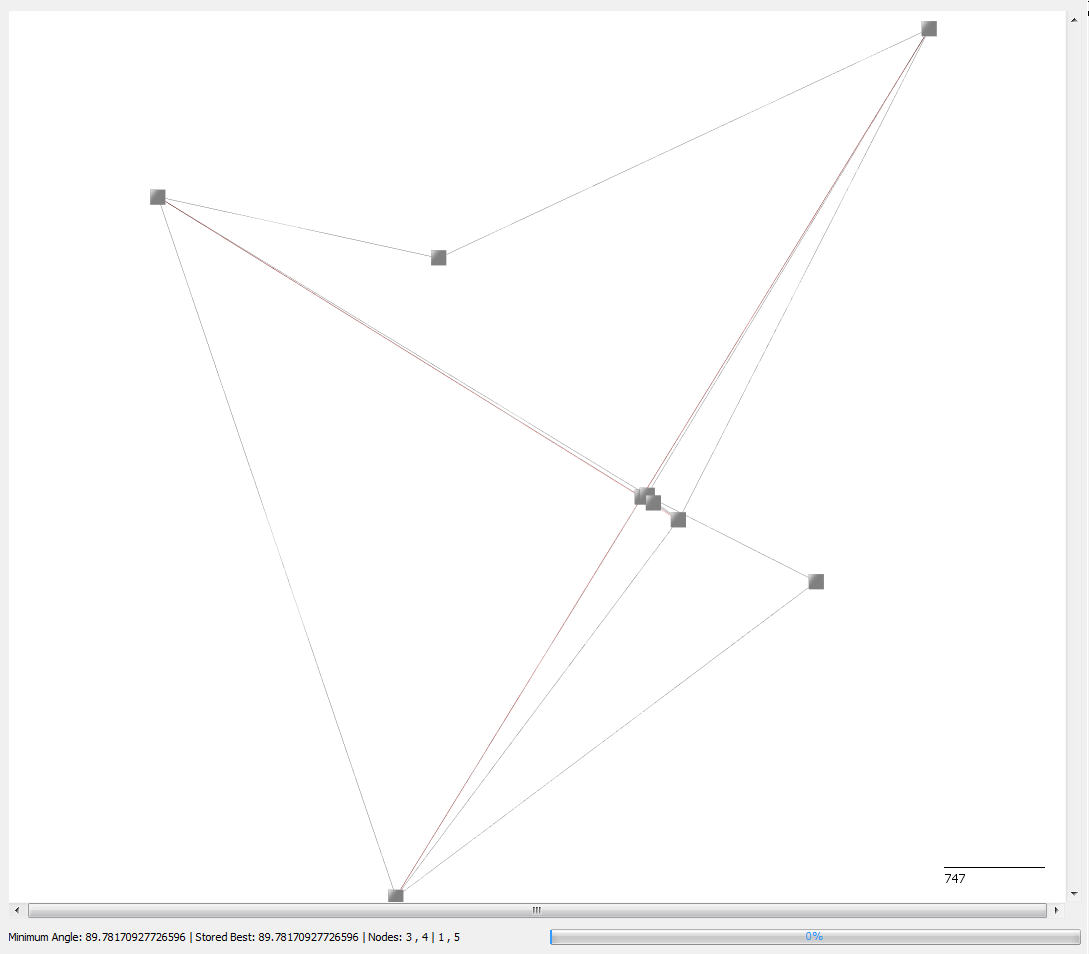 747
Minimum Angle: 89.78170927726596 | Stored Best: 89.78170927726596 | Nodes: 3 , 4 | 1 , 5
0%